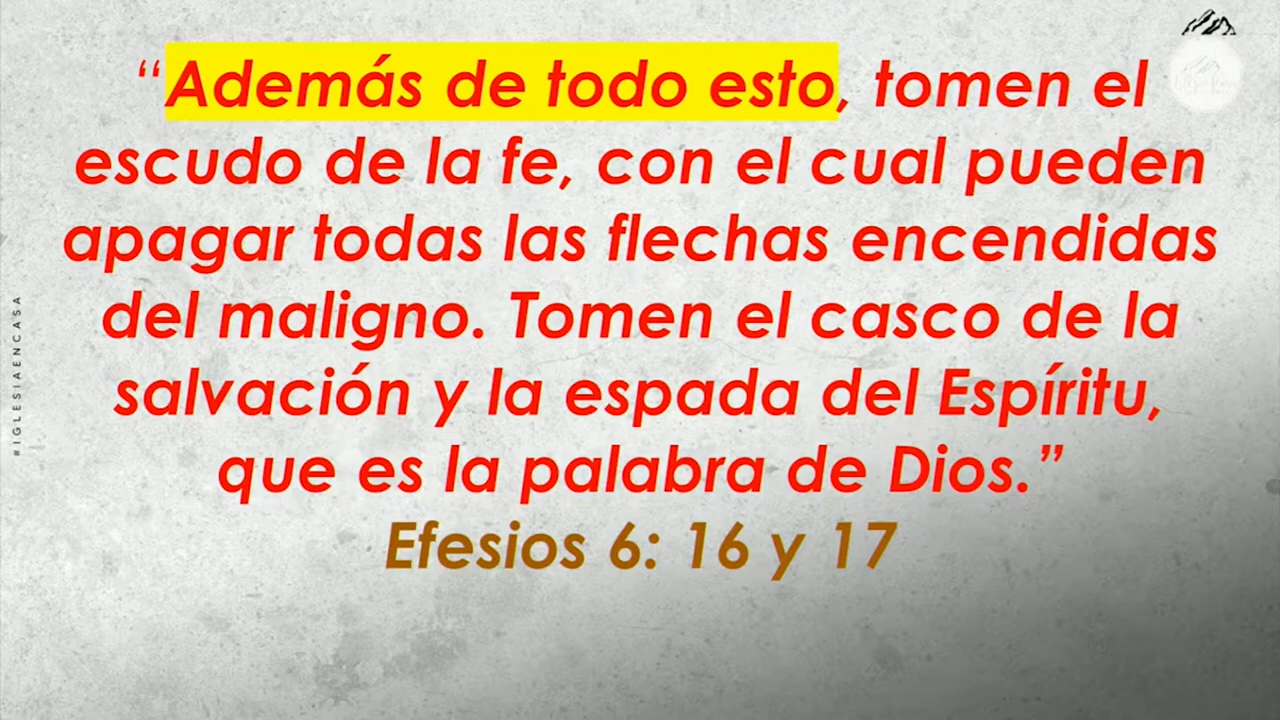 “Además de todo esto, tomen el
escudo de la fe, con el cual pueden
apagar todas las flechas encendidas
del maligno. Tomen el casco de la
salvación y la espada del Espíritu,
que es la palabra de Dios.”
Efesios 6: 16 y 17
#IGLESIAENCASA